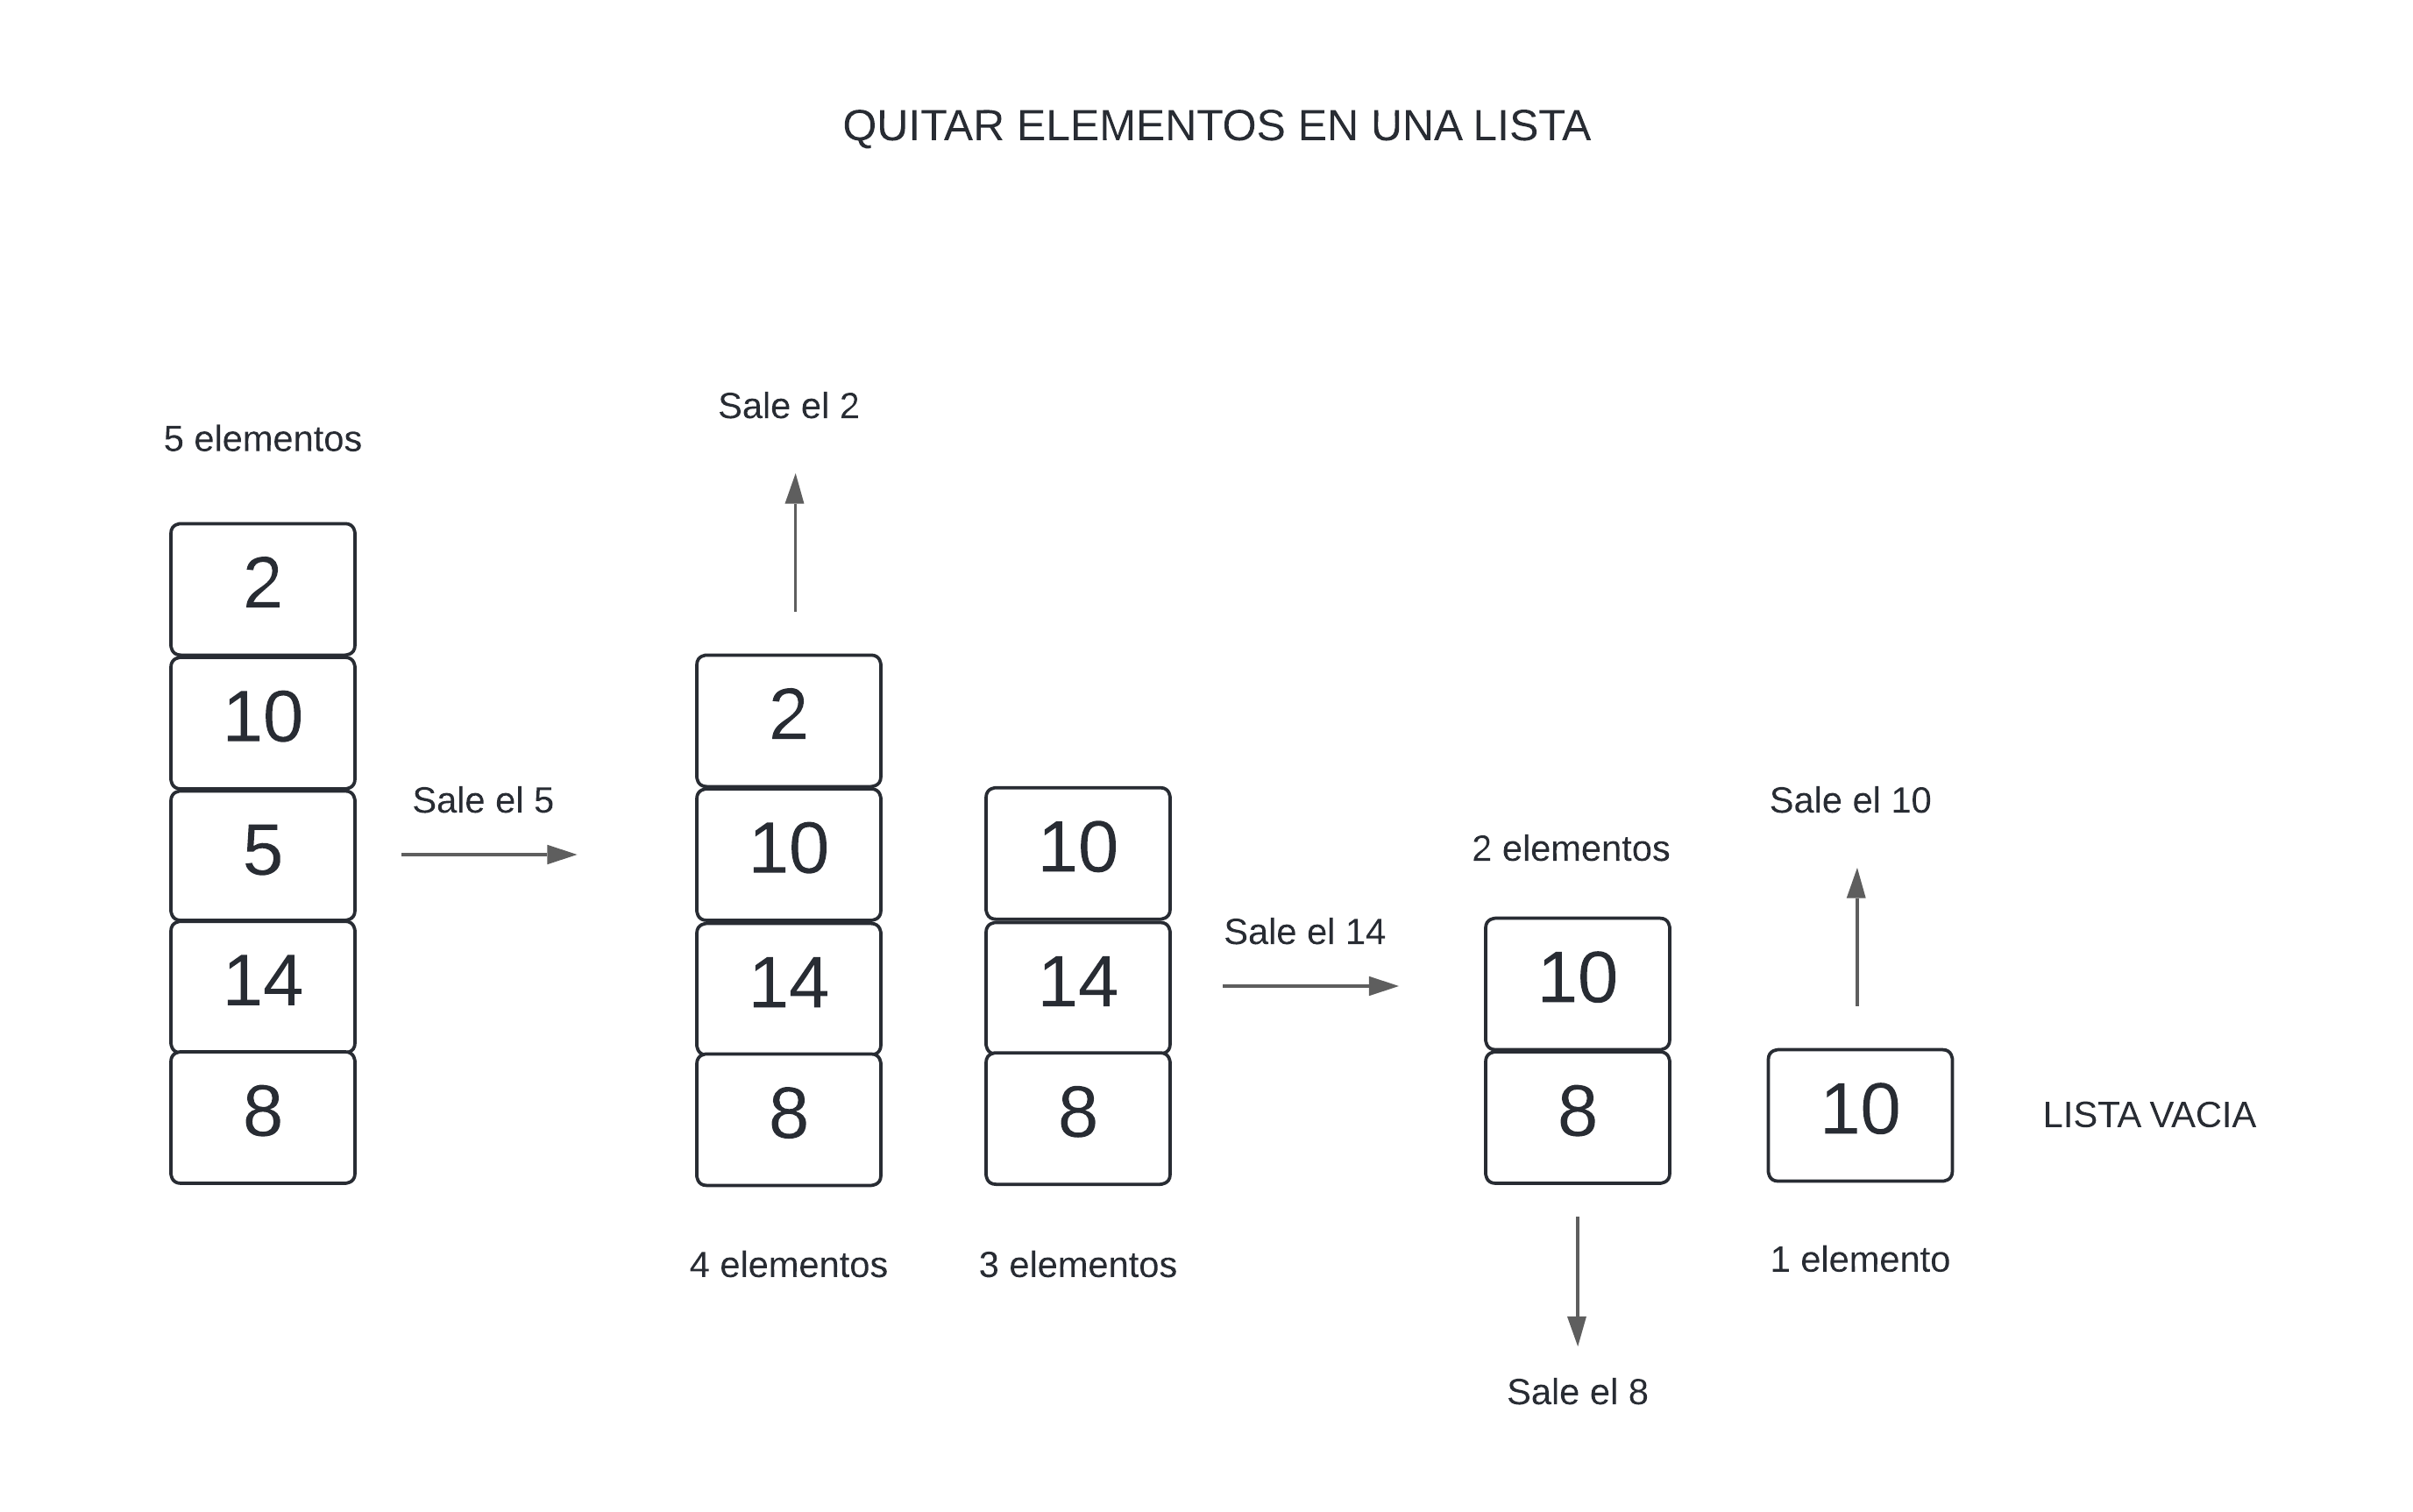 QUITAR ELEMENTOS EN UNA LISTA
5 elementos
2
10
5
14
8
Sale el 5
Sale el 2
2
10
14
8
4 elementos
10
14
8
3 elementos
Sale el 14
2 elementos
10
8
Sale el 8
Sale el 10
10
1 elemento
LISTA VACIA